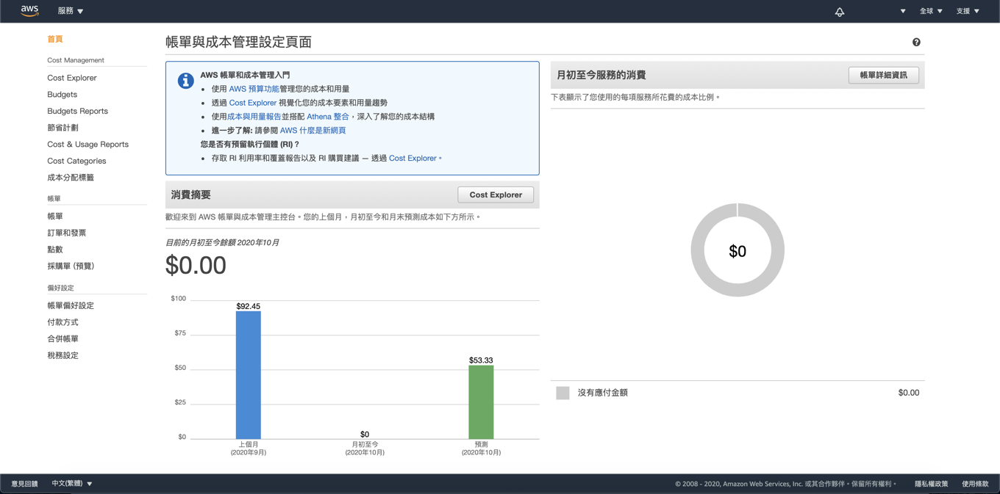 aws
服務
全球
支援
首頁
Cost Management
Cost Explorer
Budgets
Budgets Reports
節省計劃
Cost & Usage Reports
Cost Categories
成本分配標籤
帳單
帳單
訂單和發票
點數
採購單 (預覽)
偏好設定
帳單偏好設定
付款方式
合併帳單
稅務設定
帳單與成本管理設定頁面
?
AWS 帳單和成本管理入門
使用 AWS 預算功能管理您的成本和用量
透過 Cost Explorer 視覺化您的成本要素和用量趨勢
使用成本與用量報告並搭配 Athena 整合，深入了解您的成本結構
進一步了解: 請參閱 AWS 什麼是新網頁
您是否有預留執行個體 (RI) ?
存取 RI 利用率和覆蓋報告以及 RI 購買建議 — 透過 Cost Explorer。
消費摘要
Cost Explorer
歡迎來到 AWS 帳單與成本管理主控台。您的上個月，月初至今和月末預測成本如下方所示。
目前的月初至今餘額 2020年10月
$0.00
$100
$75
$50
$25
$0
$92.45
$0
$53.33
上個月
(2020年9月)
月初至今
(2020年10月)
預測
(2020年10月)
月初至今服務的消費
帳單詳細資訊
下表顯示了您使用的每項服務所花費的成本比例。
$0
沒有應付金額
$0.00
意見回饋
中文(繁體)
© 2008 - 2020, Amazon Web Services, Inc. 或其合作夥伴。保留所有權利。
隱私權政策
使用條款